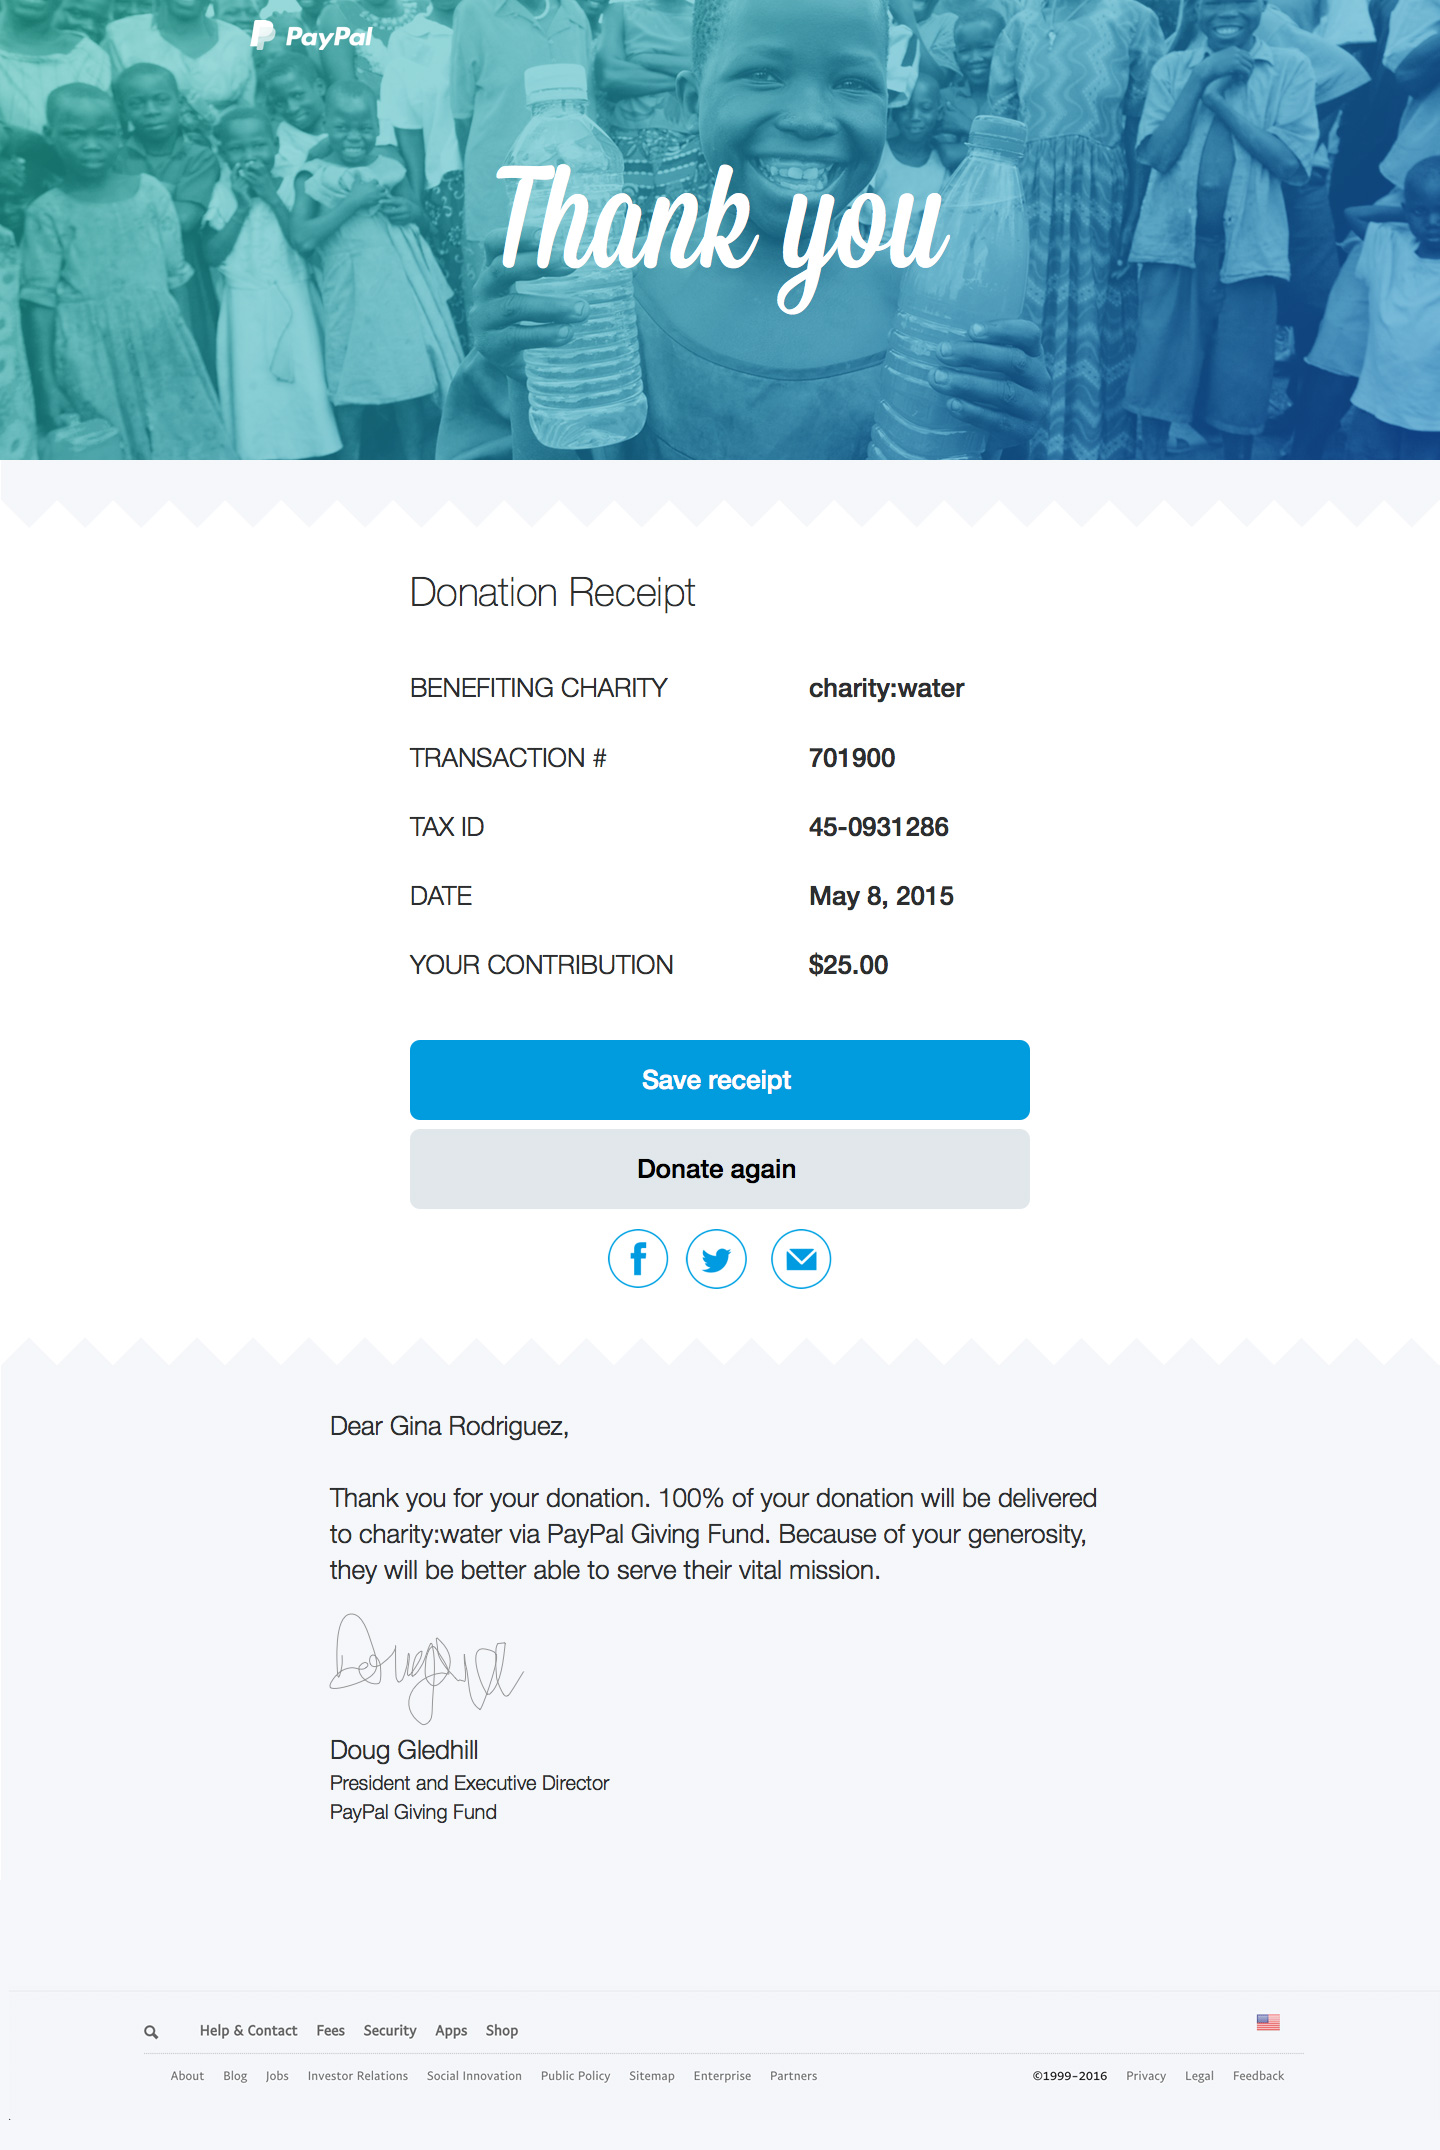 PayPal
Thank you
Donation Receipt
BENEFITING CHARITY charity:water
TRANSACTION # 701900
TAX ID 45-0931286
DATE May 8, 2015
YOUR CONTRIBUTION $25.00
Save receipt
Donate again
Dear Gina Rodriguez,
Thank you for your donation. 100% of your donation will be delivered
to charity:water via PayPal Giving Fund. Because of your generosity,
they will be better able to serve their vital mission.
Doug Gledhill
President and Executive Director
PayPal Giving Fund
Help & Contact Fees Security Apps Shop
About Blog Jobs Investor Relations Social Innovation Public Policy Sitemap Enterprise Partners ©1999-2016 Privacy Legal Feedback